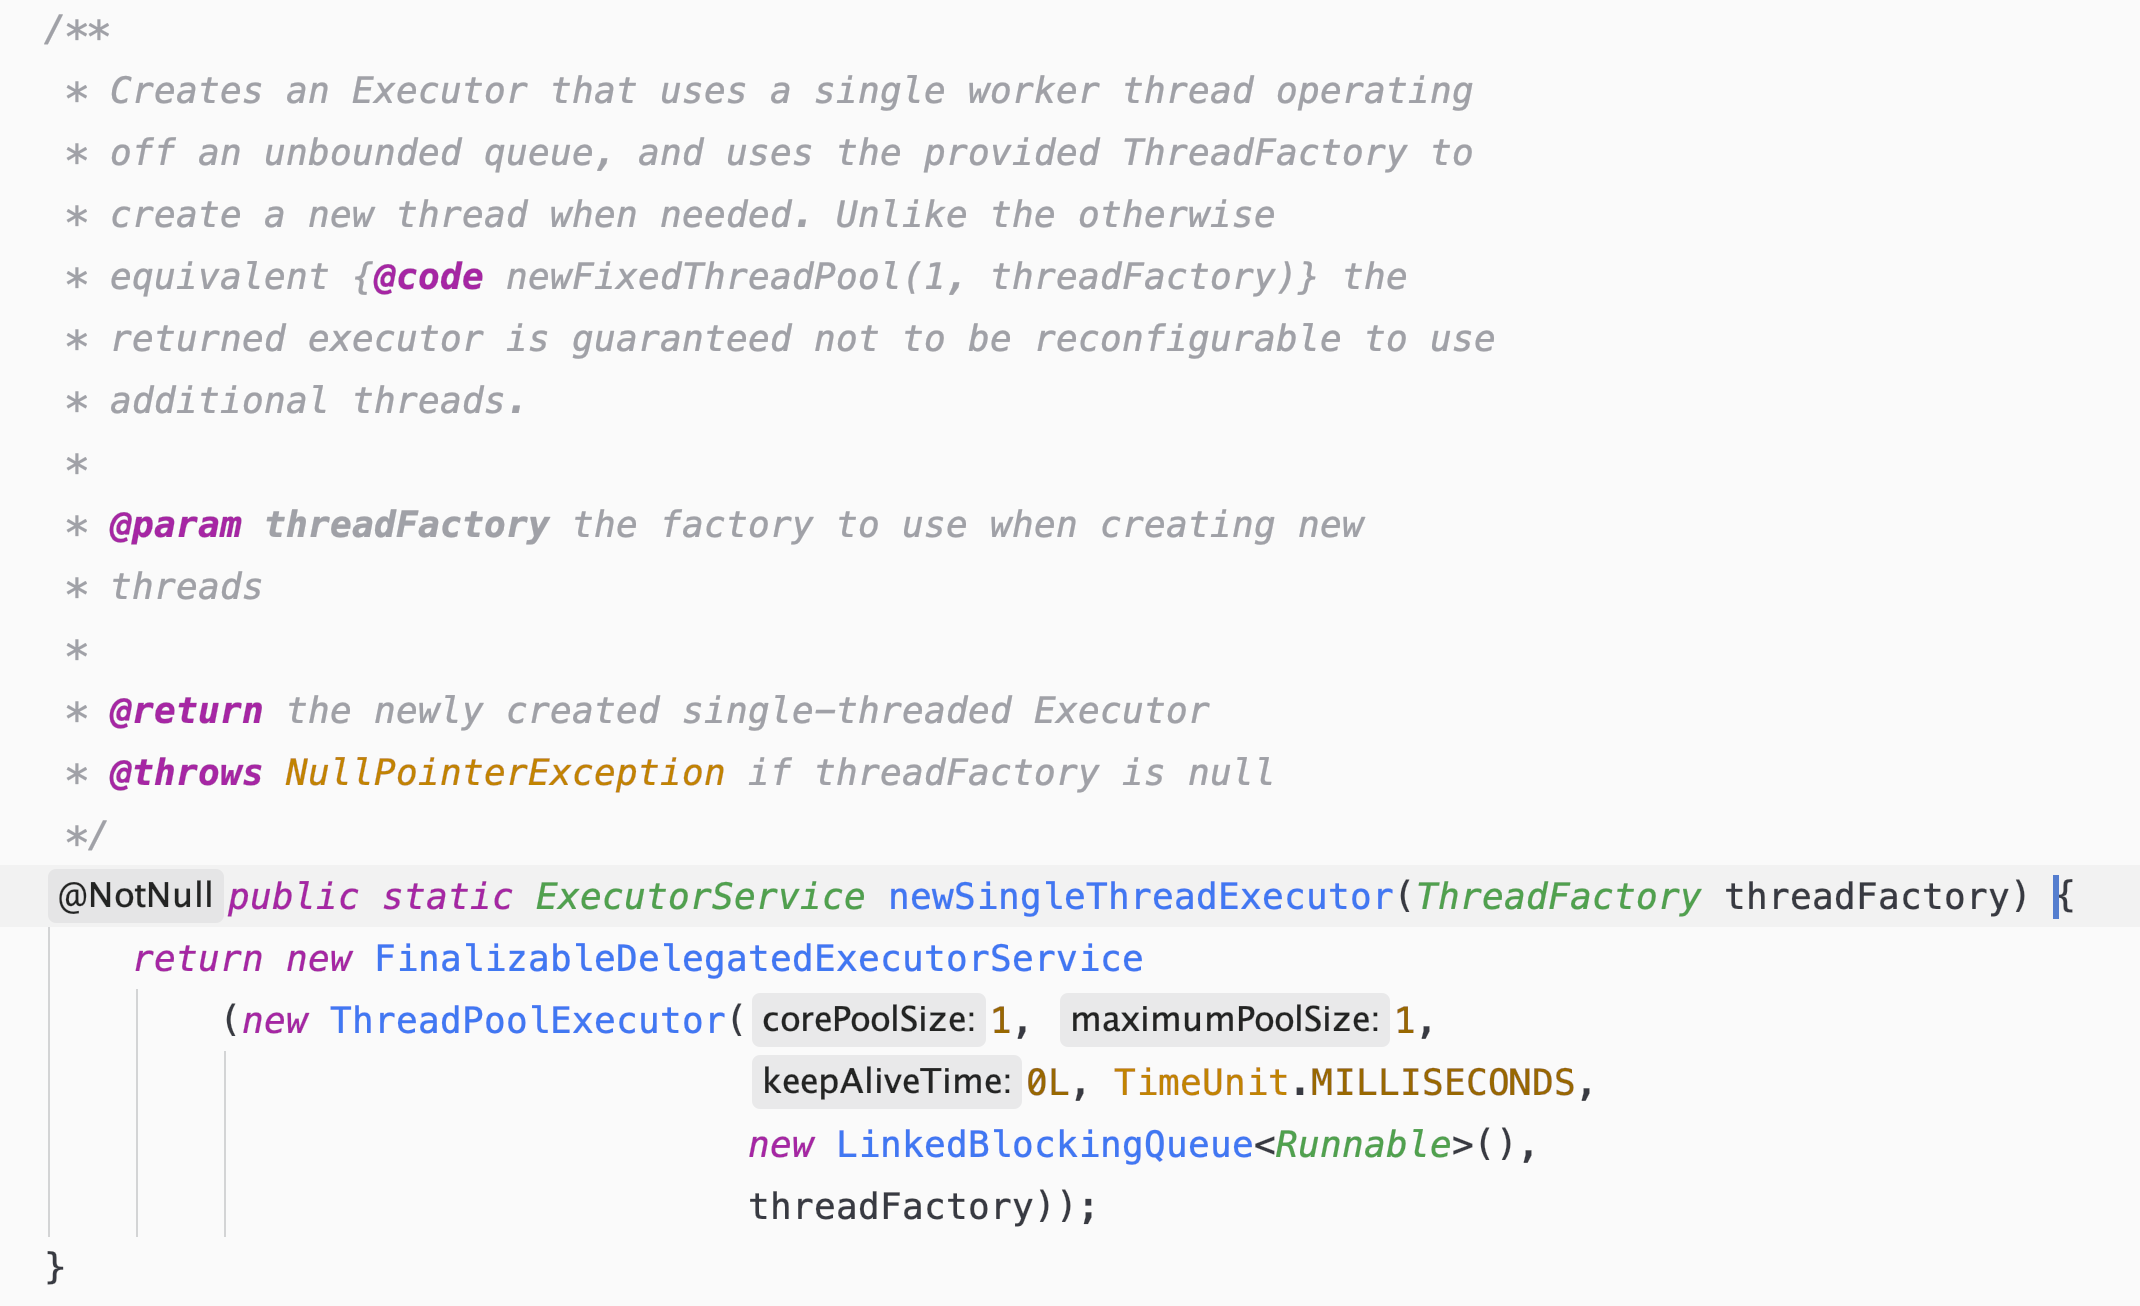 /**
* Creates an Executor that uses a single worker thread operating
* off an unbounded queue, and uses the provided ThreadFactory to
* create a new thread when needed. Unlike the otherwise
* equivalent {@code newFixedThreadPool(1, threadFactory)} the
* returned executor is guaranteed not to be reconfigurable to use
* additional threads.
*
* @param threadFactory the factory to use when creating new
* threads
*
* @return the newly created single-threaded Executor
* @throws NullPointerException if threadFactory is null
*/
@NotNull public static ExecutorService newSingleThreadExecutor(ThreadFactory threadFactory) {
return new FinalizableDelegatedExecutorService
(new ThreadPoolExecutor( corePoolSize: 1, maximumPoolSize: 1,
keepAliveTime: 0L, TimeUnit.MILLISECONDS,
new LinkedBlockingQueue<Runnable>(),
threadFactory));
}